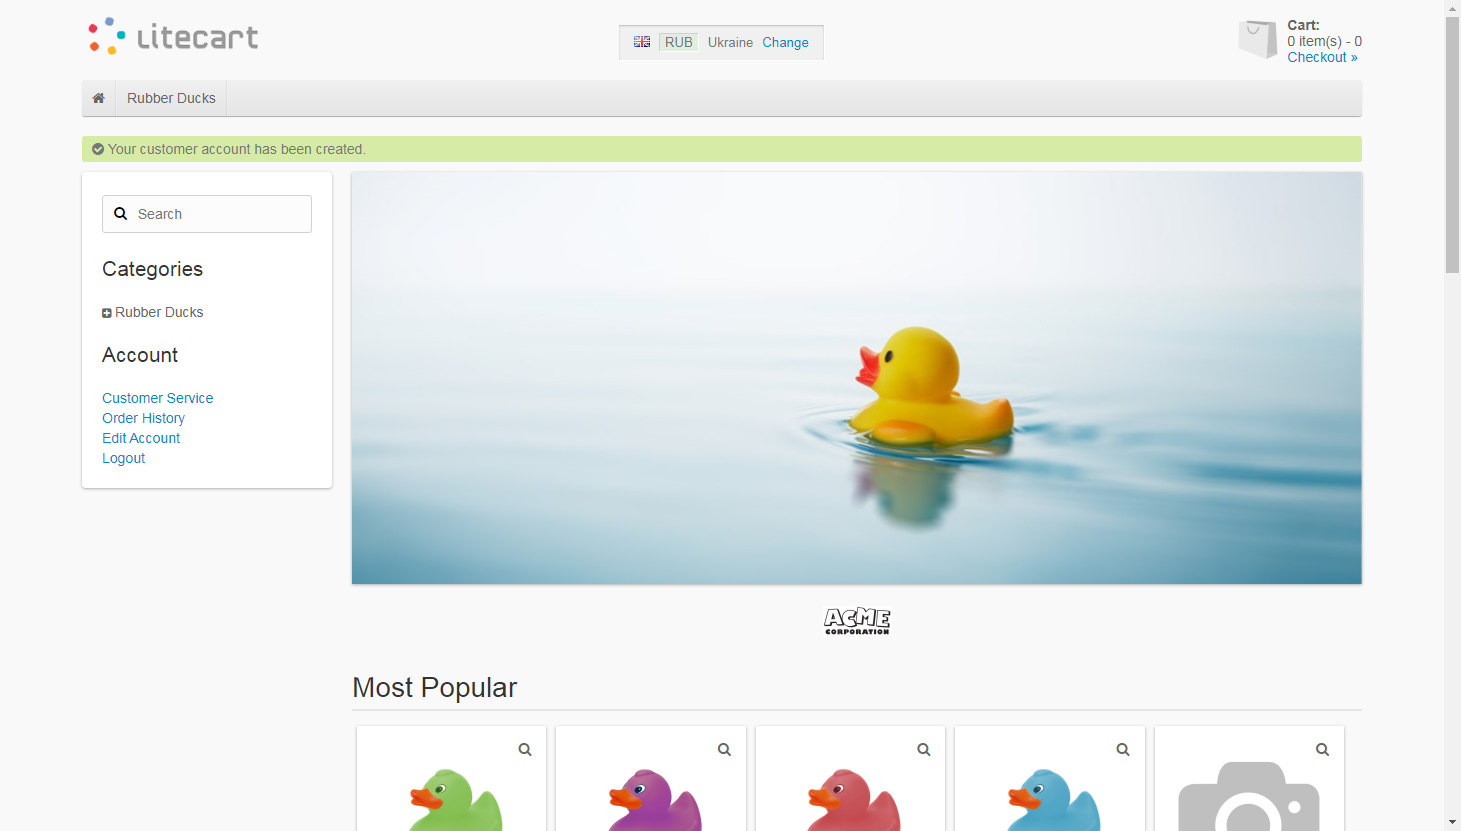 Litecart
RUB Ukraine Change
Cart:
0 item(s) - 0
Checkout »
Rubber Ducks
Your customer account has been created.
Search
Categories
Rubber Ducks
Account
Customer Service
Order History
Edit Account
Logout
ACME
CORPORATION
Most Popular